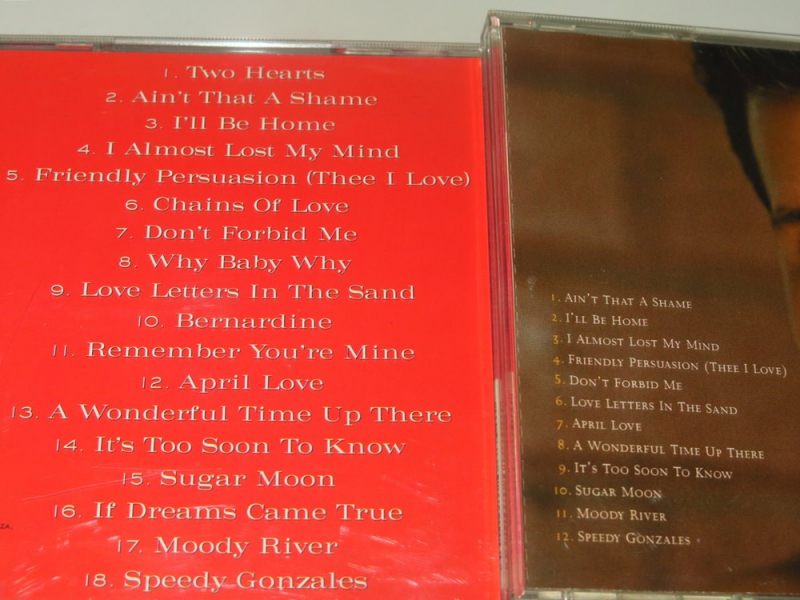 1. Two Hearts
2. Ain't That A Shame
3. I'll Be Home
4. I Almost Lost My Mind
5. Friendly Persuasion (Thee I Love)
6. Chains Of Love
7. Don't Forbid Me
8. Why Baby Why
9. Love Letters In The Sand
10. Bernardine
11. Remember You're Mine
12. April Love
13. A Wonderful Time Up There
14. It's Too Soon To Know
15. Sugar Moon
16. If Dreams Came True
17. Moody River
18. Speedy Gonzales
1. Ain't That A Shame
2. I'll Be Home
3. I Almost Lost My Mind
4. Friendly Persuasion (Thee I Love)
5. Don't Forbid Me
6. Love Letters In The Sand
7. April Love
8. A Wonderful Time Up There
9. It's Too Soon To Know
10. Sugar Moon
11. Moody River
12. Speedy Gonzales